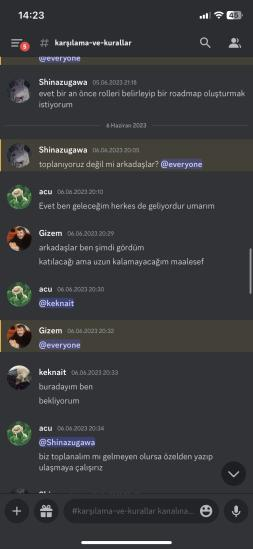 14:23
45
5
# karşılama-ve-kurallar
@everyone
Shinazugawa 05.06.2023 21:18
evet bir an önce rolleri belirleyip bir roadmap oluşturmak
istiyorum
6 Haziran 2023
Shinazugawa 06.06.2023 20:05
toplanıyoruz değil mi arkadaşlar? @everyone
acu 06.06.2023 20:10
Evet ben geleceğim herkes de geliyordur umarım
Gizem 06.06.2023 20:29
arkadaşlar ben şimdi gördüm
katılacağı ama uzun kalamayacağım maalesef
acu 06.06.2023 20:30
@keknait
Gizem 06.06.2023 20:32
@everyone
keknait 06.06.2023 20:33
buradayım ben
bekliyorum
acu 06.06.2023 20:34
@Shinazugawa
biz toplanalım mı gelmeyen olursa özelden yazıp
ulaşmaya çalışırız
#karşılama-ve-kurallar kanalına...